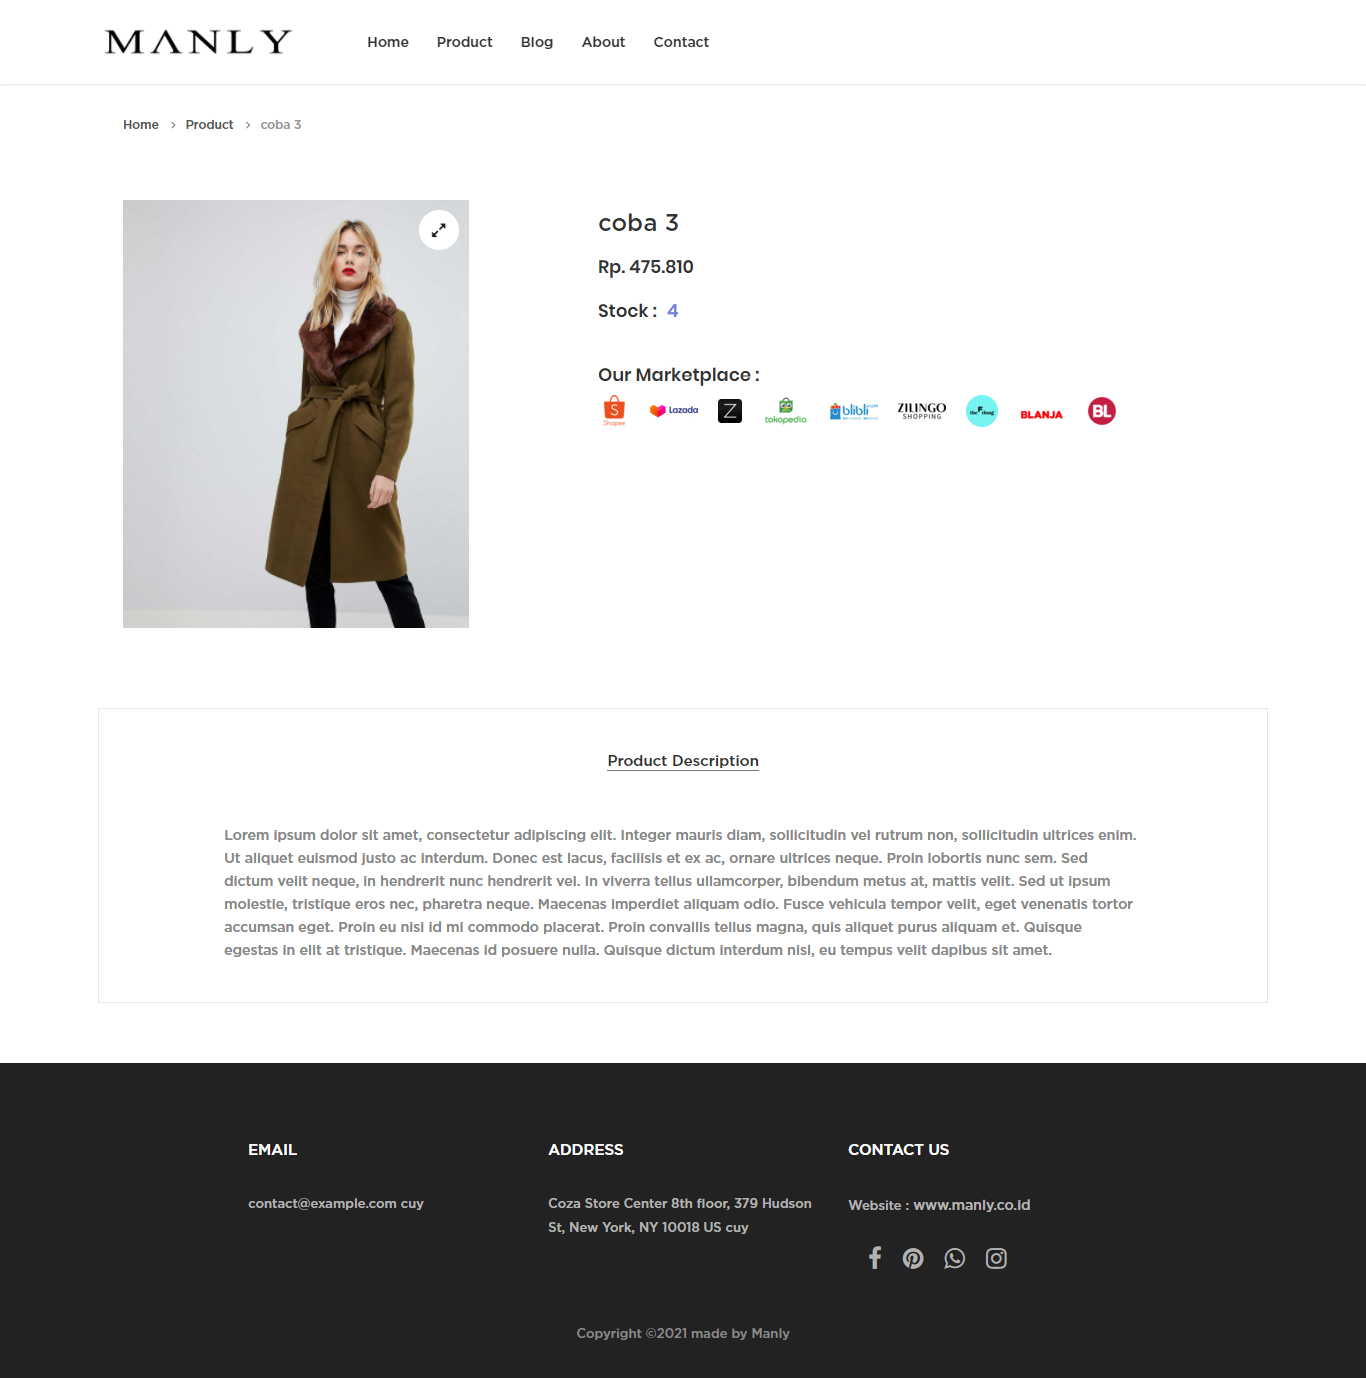 MANLY
Home Product Blog About Contact
Home > Product > coba 3
coba 3
Rp. 475.810
Stock : 4
Our Marketplace :
Shopee
Lazada
Z
tokopedia
blibli.com
ZILINGO
SHOPPING
the F thing
BLANJA
BL
Product Description
Lorem ipsum dolor sit amet, consectetur adipiscing elit. Integer mauris diam, sollicitudin vel rutrum non, sollicitudin ultrices enim.
Ut aliquet euismod justo ac interdum. Donec est lacus, facilisis et ex ac, ornare ultrices neque. Proin lobortis nunc sem. Sed
dictum velit neque, in hendrerit nunc hendrerit vel. In viverra tellus ullamcorper, bibendum metus at, mattis velit. Sed ut ipsum
molestie, tristique eros nec, pharetra neque. Maecenas imperdiet aliquam odio. Fusce vehicula tempor velit, eget venenatis tortor
accumsan eget. Proin eu nisi id mi commodo placerat. Proin convallis tellus magna, quis aliquet purus aliquam et. Quisque
egestas in elit at tristique. Maecenas id posuere nulla. Quisque dictum interdum nisl, eu tempus velit dapibus sit amet.
EMAIL
contact@example.com cuy
ADDRESS
Coza Store Center 8th floor, 379 Hudson
St, New York, NY 10018 US cuy
CONTACT US
Website : www.manly.co.id
Copyright ©2021 made by Manly